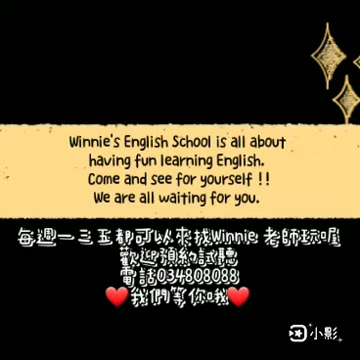 Winnie's English School is all about
having fun learning English.
Come and see for yourself !!
We are all waiting for you.
每週一三五都可以來找Winnie 老師玩喔
歡迎預約試聽
電話034808088
❤️我們等你哦❤️
小影